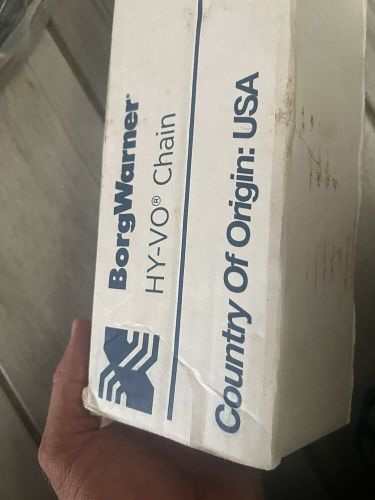 BorgWarner
HY-VO® Chain
Country Of Origin: USA